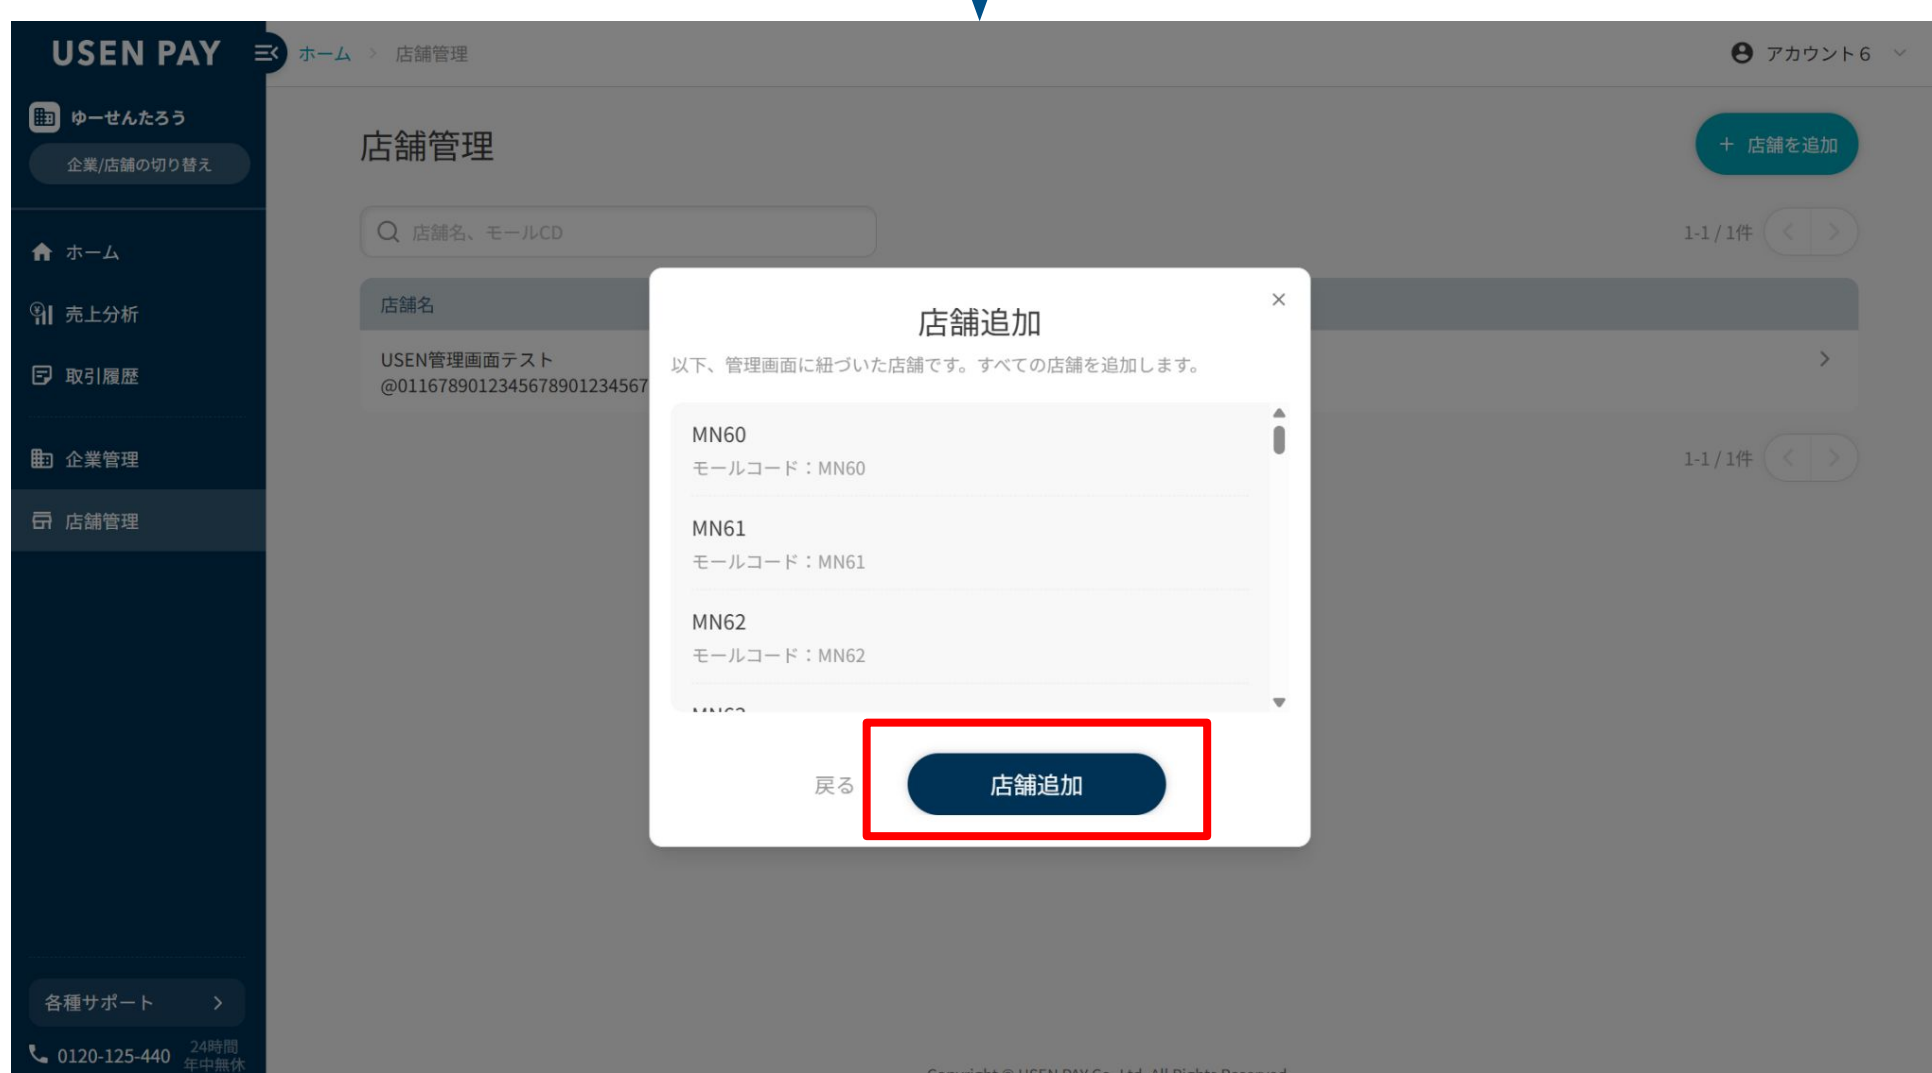 USEN PAY
ホーム > 店舗管理
アカウント6
ゆーせんたろう
企業/店舗の切り替え
ホーム
売上分析
取引履歴
企業管理
店舗管理
各種サポート
0120-125-440
24時間
年中無休
店舗管理
+ 店舗を追加
店舗名、モールCD
1-1 / 1件
店舗名
USEN管理画面テスト
@0116789012345678901234567
1-1 / 1件
店舗追加
以下、管理画面に紐づいた店舗です。すべての店舗を追加します。
MN60
モールコード：MN60
MN61
モールコード：MN61
MN62
モールコード：MN62
戻る
店舗追加
Copyright © USEN PAY Co., Ltd. All Rights Reserved.